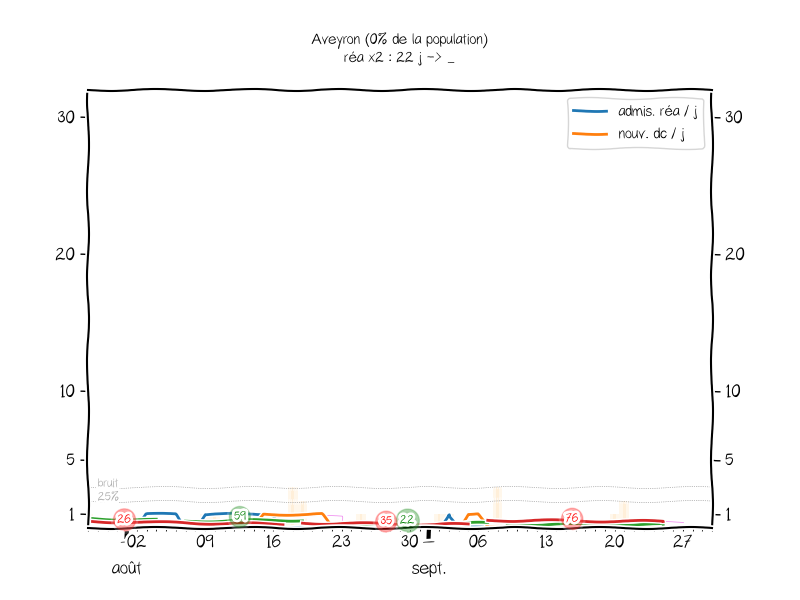 Aveyron (0% de la population)
réa x2 : 22 j -> _
admis. réa / j
nouv. dc / j
30
30
20
20
10
10
5
5
bruit
25%
1
1
26
59
35
22
76
02 09 16 23 30 06 13 20 27
août sept.